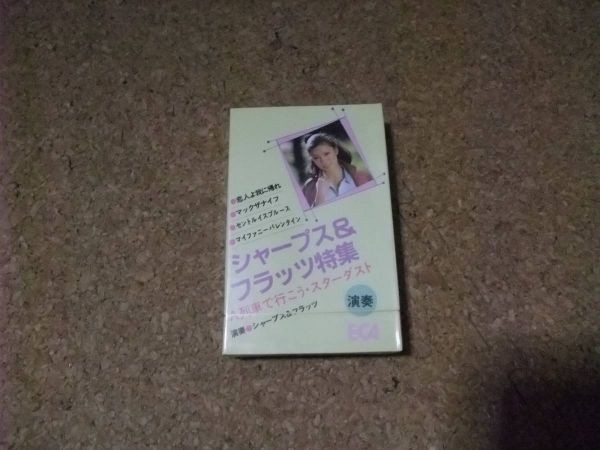 ●恋人よ我に帰れ
●マックザナイフ
●セントルイスブルース
●マイファニーバレンタイン
シャープス&
フラッツ特集
A列車で行こう・スターダスト
演奏
演奏●シャープス&フラッツ
ECA